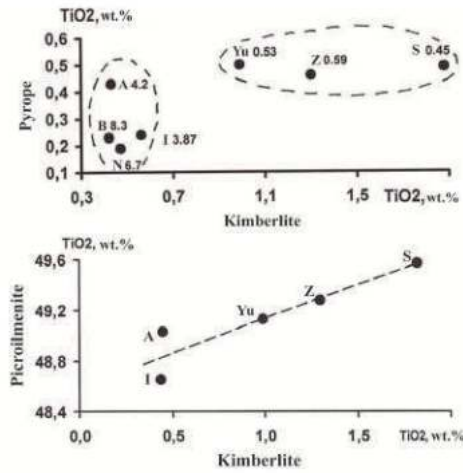 TiO2, wt.%
0,6
0,5
0,4
0,3
0,2
0,1
Pyrope
Yu 0.53
Z 0.59
S 0.45
A 4.2
B 8.3
I 3.87
N 6.7
0,3 0,7 1,1 1,5 TiO2, wt.%
Kimberlite
TiO2, wt.%
49,6
49,2
48,8
48,4
Picroilmenite
S
Z
Yu
A
I
0,5 1,0 1,5 TiO2, wt.%
Kimberlite